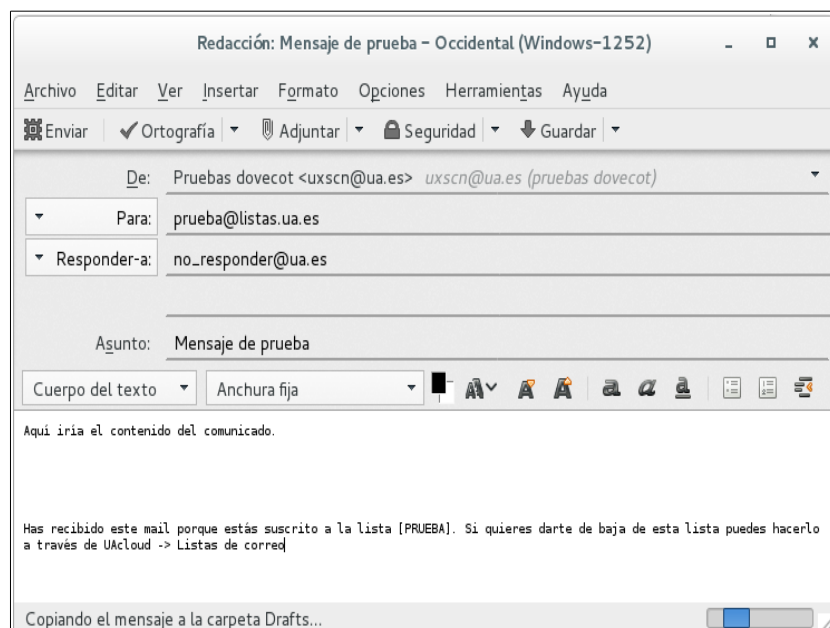 Redacción: Mensaje de prueba – Occidental (Windows-1252)
Archivo Editar Ver Insertar Formato Opciones Herramientas Ayuda
Enviar Ortografía Adjuntar Seguridad Guardar
De: Pruebas dovecot <uxscn@ua.es> uxscn@ua.es (pruebas dovecot)
Para: prueba@listas.ua.es
Responder-a: no_responder@ua.es
Asunto: Mensaje de prueba
Cuerpo del texto Anchura fija
Aquí iría el contenido del comunicado.
Has recibido este mail porque estás suscrito a la lista [PRUEBA]. Si quieres darte de baja de esta lista puedes hacerlo
a través de UAcloud -> Listas de correo
Copiando el mensaje a la carpeta Drafts...